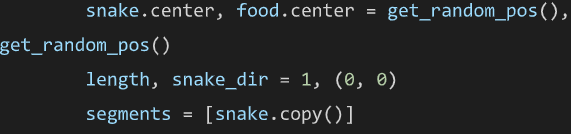 snake.center, food.center = get_random_pos(),
get_random_pos()
length, snake_dir = 1, (0, 0)
segments = [snake.copy()]